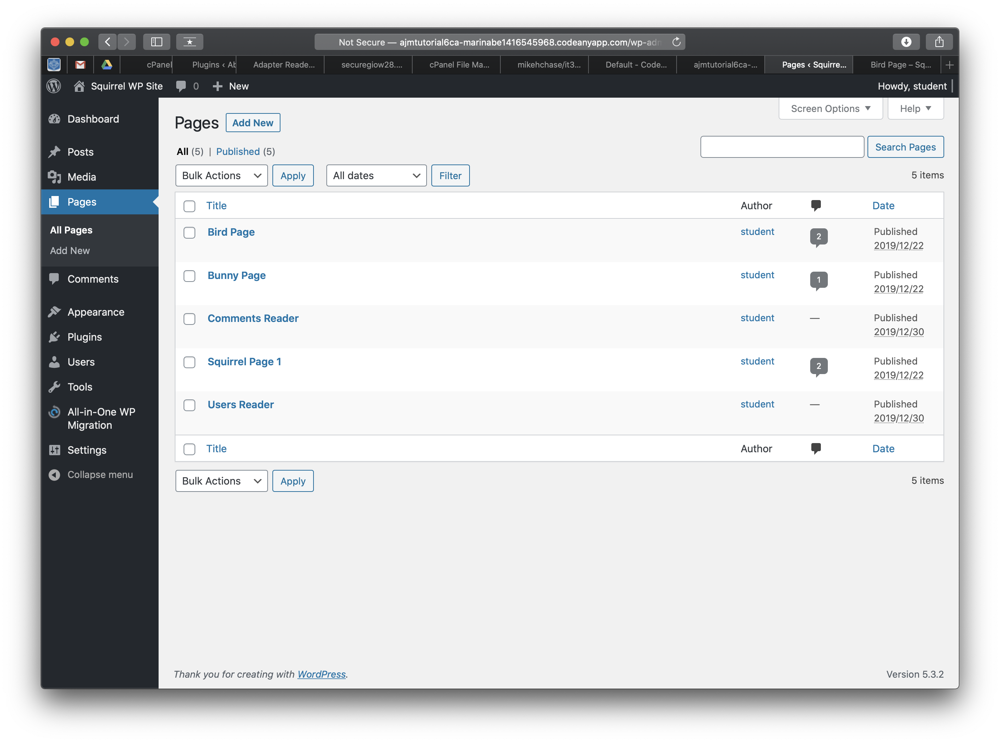 Not Secure — ajmtutorial6ca-marinabe1416545968.codeanyapp.com/wp-adm
cPanel
Plugins ‹ Ab
Adapter Reade...
securegiow28....
cPanel File Ma...
mikehchase/it3...
Default - Code...
ajmtutorial6ca-...
Pages ‹ Squirre...
Bird Page – Sq...
Squirrel WP Site
0
New
Howdy, student
Dashboard
Posts
Media
Pages
All Pages
Add New
Comments
Appearance
Plugins
Users
Tools
All-in-One WP
Migration
Settings
Collapse menu
Screen Options
Help
Pages
Add New
All (5) | Published (5)
Search Pages
Bulk Actions
Apply
All dates
Filter
5 items
Title
Author
Date
Bird Page
student
2
Published
2019/12/22
Bunny Page
student
1
Published
2019/12/22
Comments Reader
student
—
Published
2019/12/30
Squirrel Page 1
student
2
Published
2019/12/22
Users Reader
student
—
Published
2019/12/30
Title
Author
Date
Bulk Actions
Apply
5 items
Thank you for creating with WordPress.
Version 5.3.2